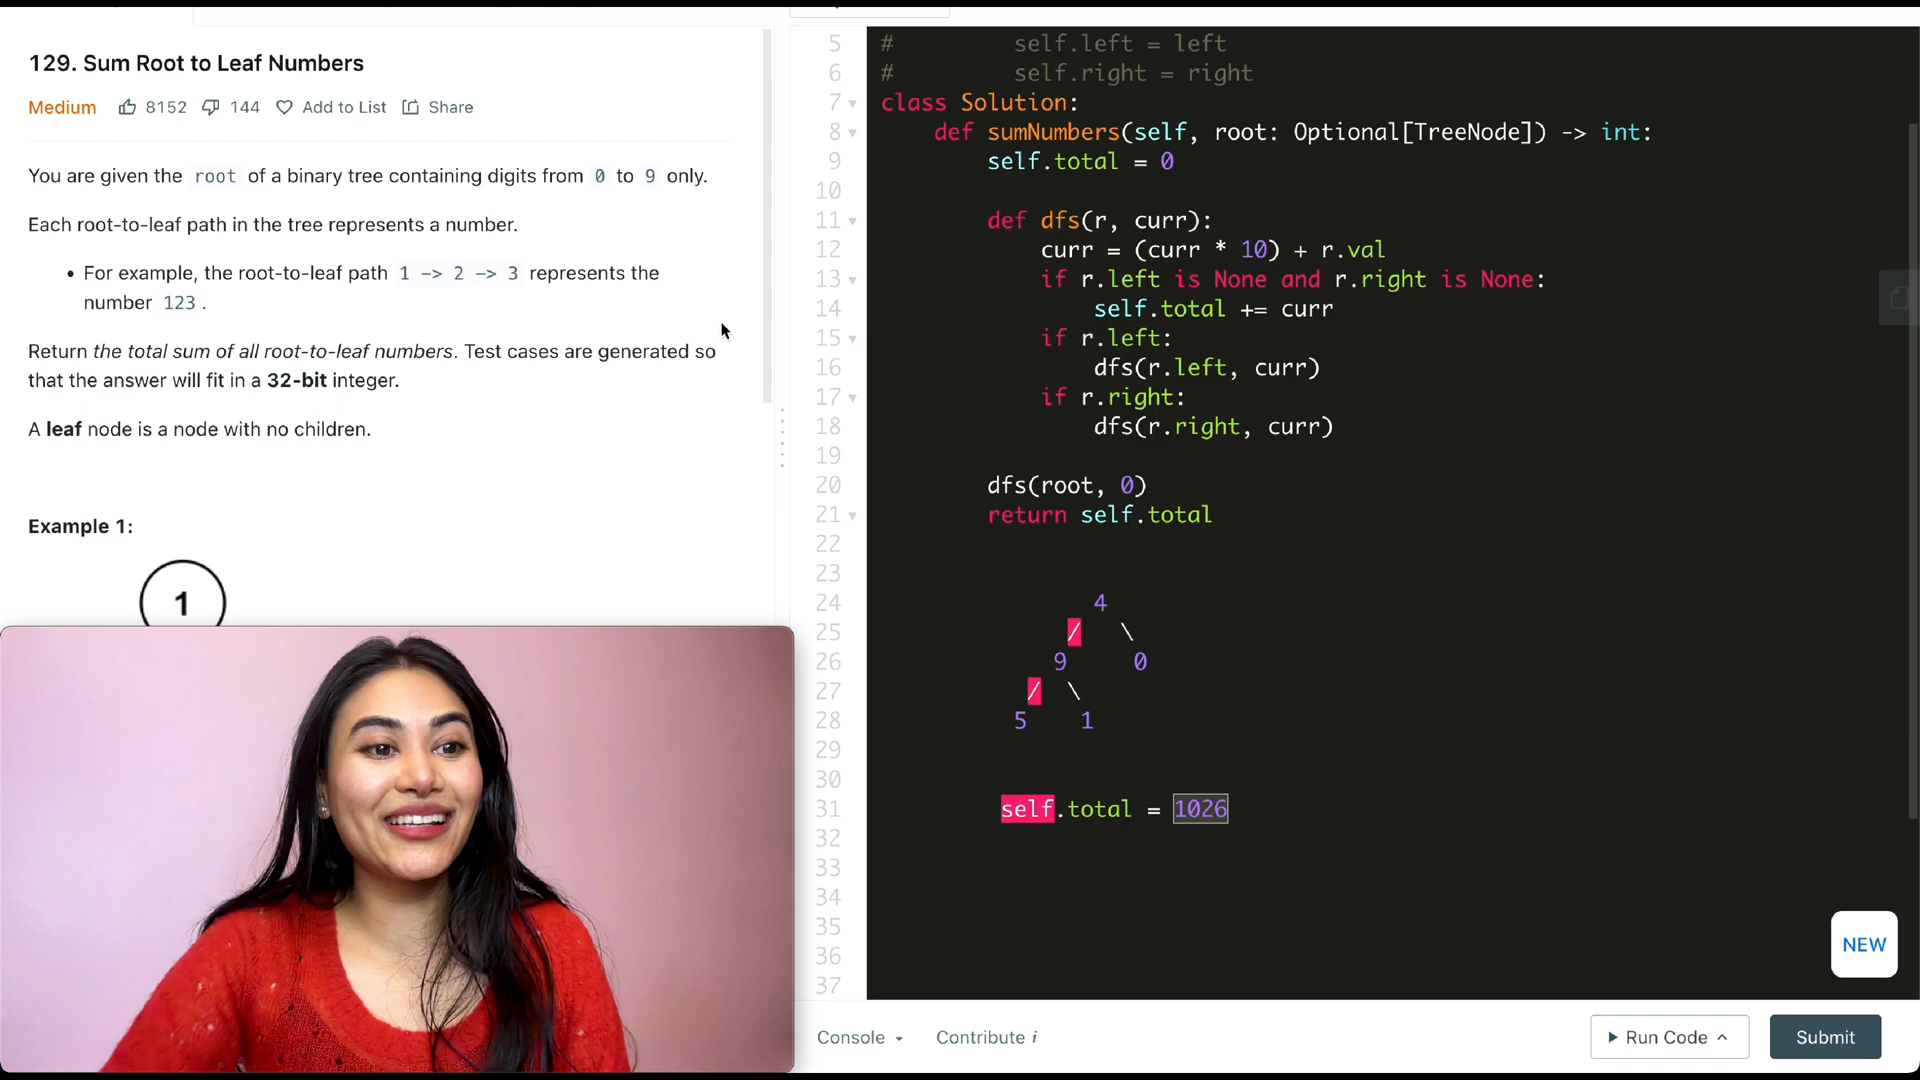 129. Sum Root to Leaf Numbers
Medium 8152 144 Add to List Share
You are given the root of a binary tree containing digits from 0 to 9 only.
Each root-to-leaf path in the tree represents a number.
• For example, the root-to-leaf path 1 -> 2 -> 3 represents the
number 123 .
Return the total sum of all root-to-leaf numbers. Test cases are generated so
that the answer will fit in a 32-bit integer.
A leaf node is a node with no children.
Example 1:
1
5 # self.left = left
6 # self.right = right
7 class Solution:
8 def sumNumbers(self, root: Optional[TreeNode]) -> int:
9 self.total = 0
10
11 def dfs(r, curr):
12 curr = (curr * 10) + r.val
13 if r.left is None and r.right is None:
14 self.total += curr
15 if r.left:
16 dfs(r.left, curr)
17 if r.right:
18 dfs(r.right, curr)
19
20 dfs(root, 0)
21 return self.total
22
23
24 4
25 / \
26 9 0
27 / \
28 5 1
29
30
31 self.total = 1026
32
33
34
35
36
37
NEW
Console Contribute i
Run Code Submit